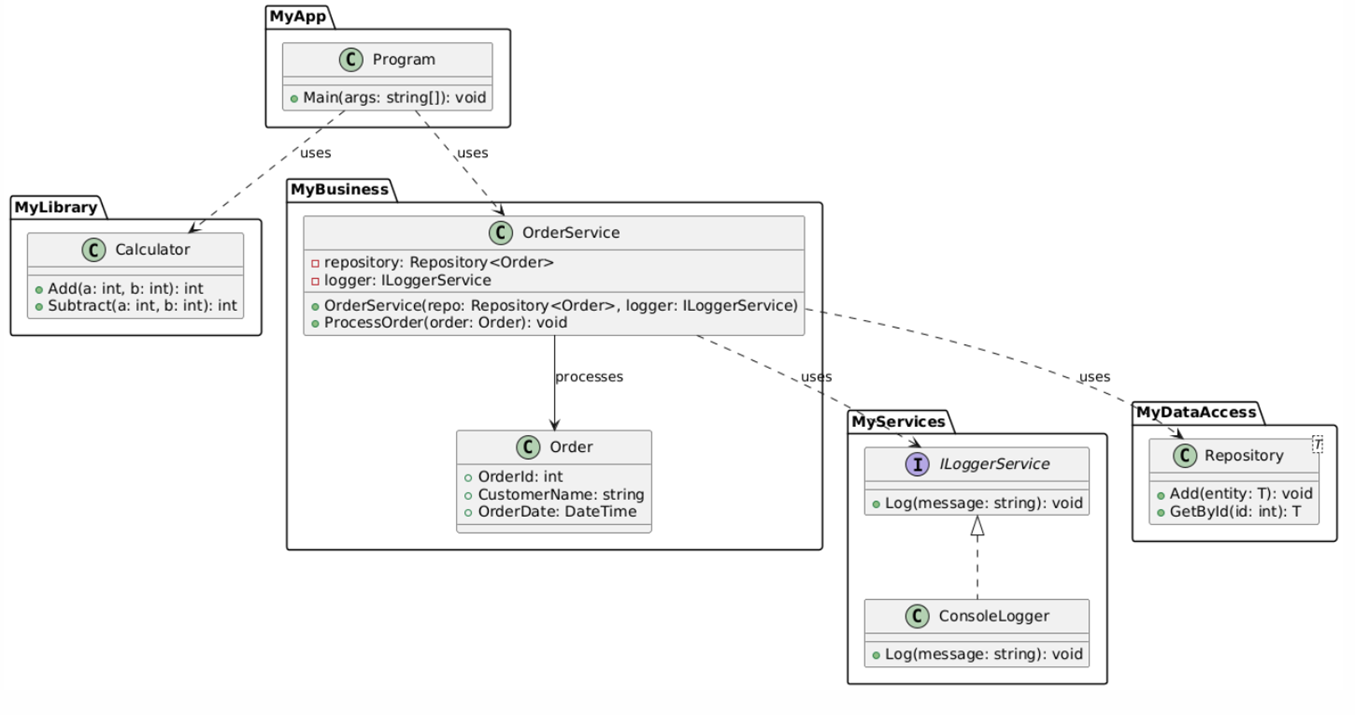 MyApp
C Program
Main(args: string[]): void
uses
uses
MyLibrary
C Calculator
Add(a: int, b: int): int
Subtract(a: int, b: int): int
MyBusiness
C OrderService
repository: Repository<Order>
logger: ILoggerService
OrderService(repo: Repository<Order>, logger: ILoggerService)
ProcessOrder(order: Order): void
processes
uses
uses
C Order
OrderId: int
CustomerName: string
OrderDate: DateTime
MyServices
I ILoggerService
Log(message: string): void
C ConsoleLogger
Log(message: string): void
MyDataAccess
C Repository T
Add(entity: T): void
GetById(id: int): T